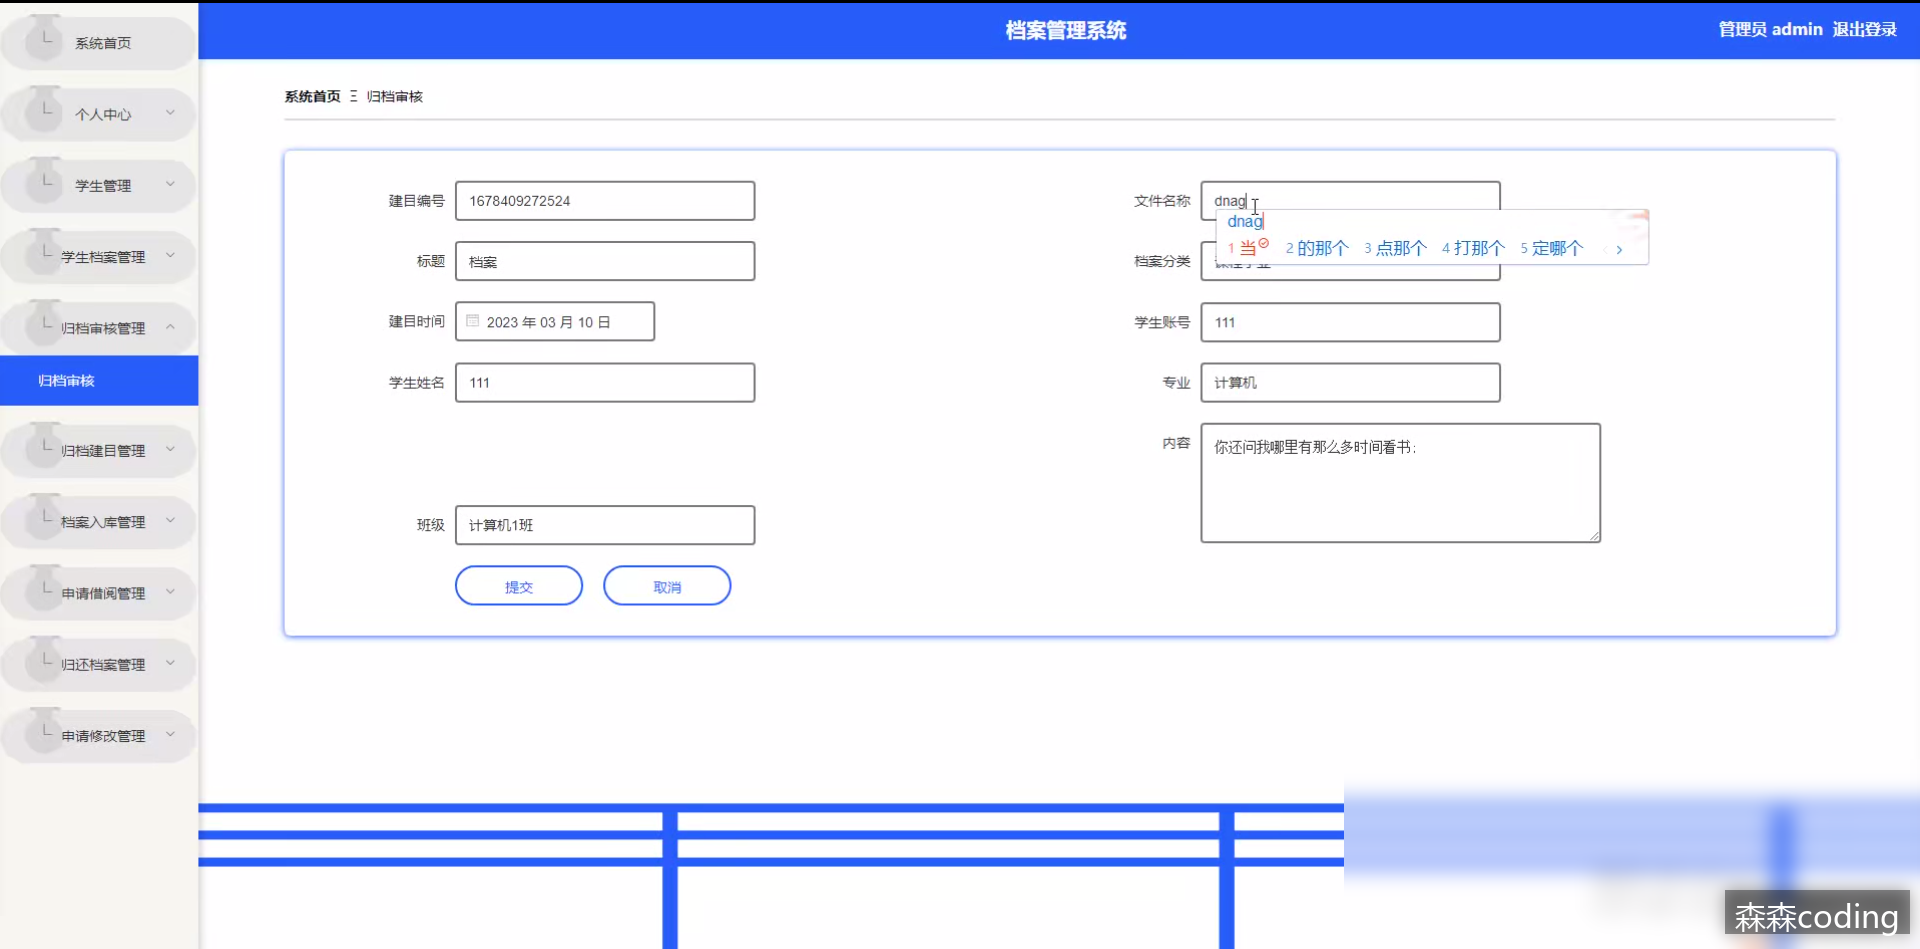 档案管理系统
管理员 admin 退出登录
系统首页
个人中心
学生管理
学生档案管理
归档审核管理
归档审核
归档建目管理
档案入库管理
申请借阅管理
归还档案管理
申请修改管理
系统首页 Ξ 归档审核
建目编号 1678409272524
文件名称 dnag
dnag
1 当 2 的那个 3 点那个 4 打那个 5 定哪个
标题 档案
档案分类
建目时间 2023 年 03 月 10 日
学生账号 111
学生姓名 111
专业 计算机
内容 你还问我哪里有那么多时间看书;
班级 计算机1班
提交 取消
森森coding